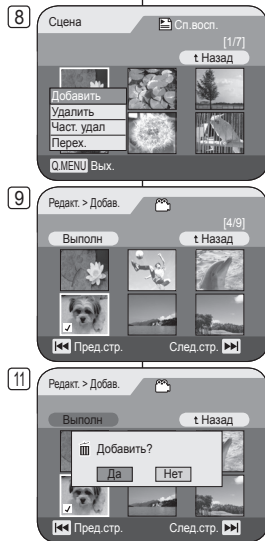 8
Сцена Сп.восп.
[1/7]
t Назад
Добавить
Удалить
Част. удал
Перех.
Q.MENU Вых.
9
Редакт. > Добав.
[4/9]
Выполн t Назад
Пред.стр. След.стр.
11
Редакт. > Добав.
Выполн t Назад
Добавить?
Да Нет
Пред.стр. След.стр.